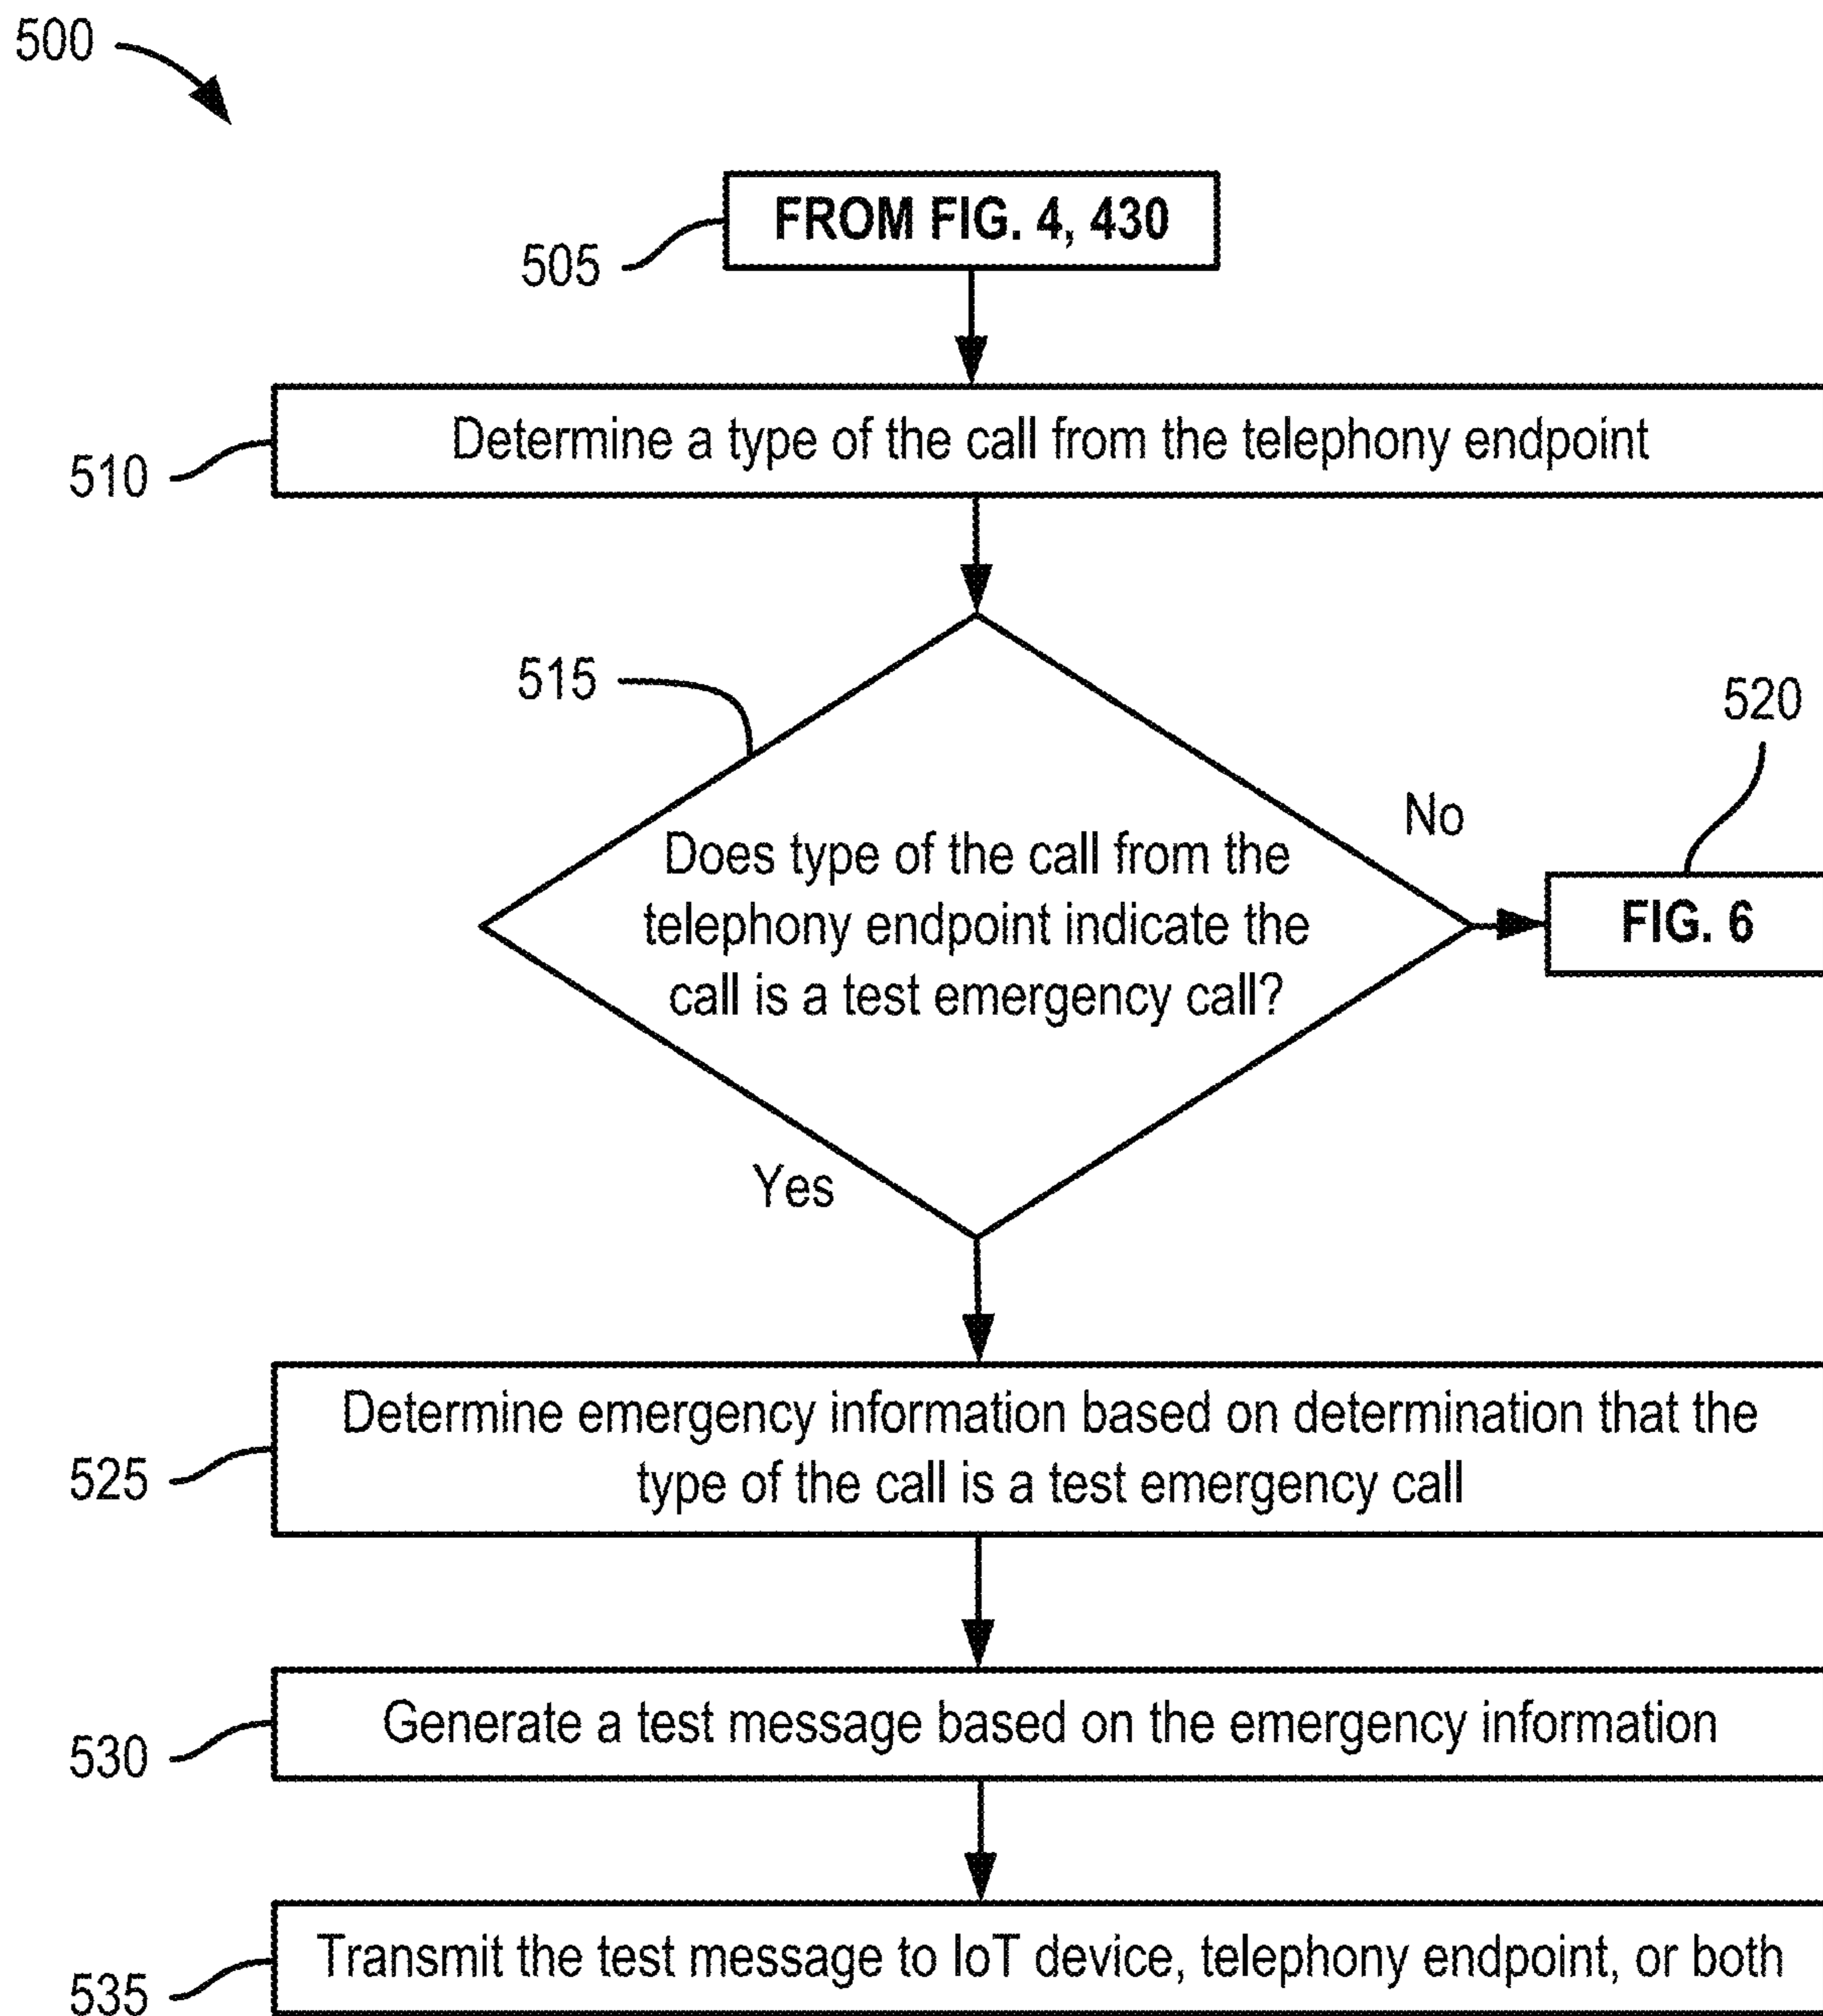 500
FROM FIG. 4, 430
505
Determine a type of the call from the telephony endpoint
510
515
520
No
Does type of the call from the
telephony endpoint indicate the
call is a test emergency call?
FIG. 6
Yes
Determine emergency information based on determination that the
type of the call is a test emergency call
525
Generate a test message based on the emergency information
530
Transmit the test message to IoT device, telephony endpoint, or both
535